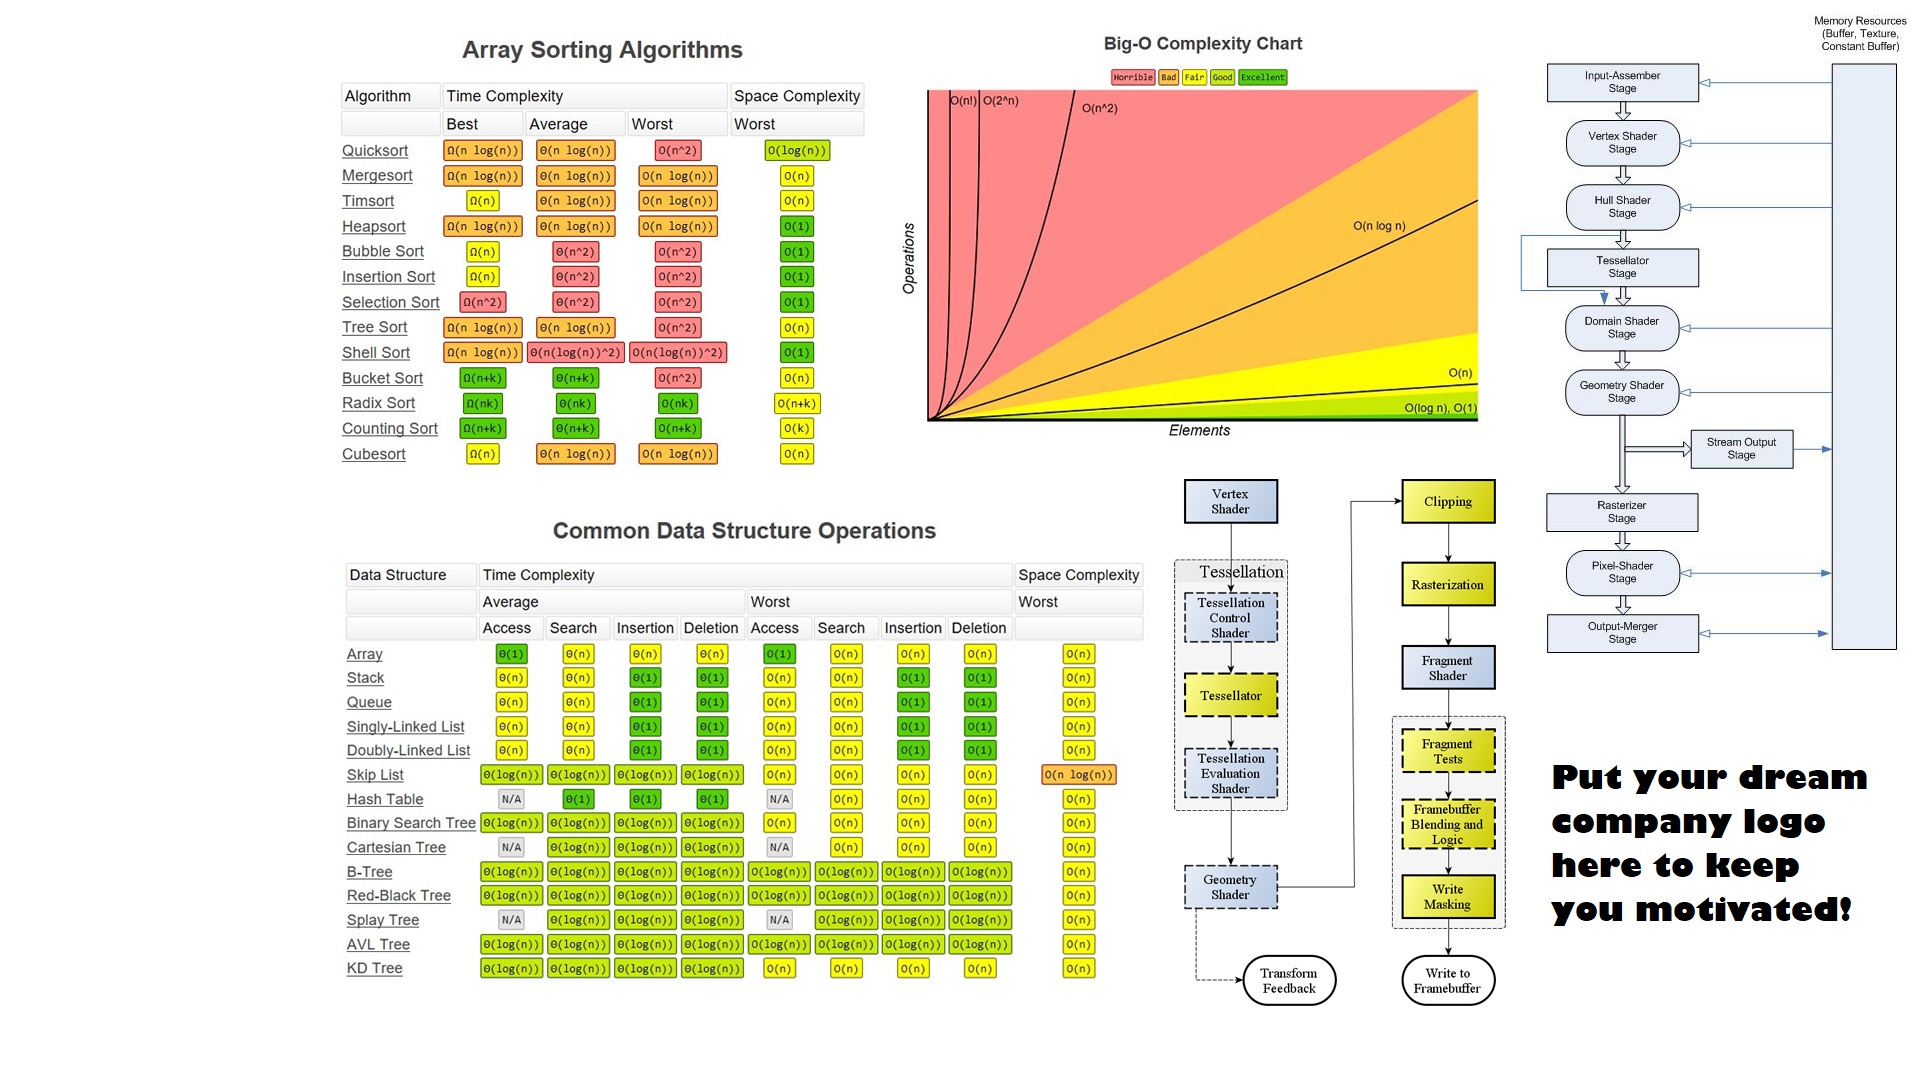 Array Sorting Algorithms
Algorithm Time Complexity Space Complexity
Best Average Worst Worst
Quicksort Ω(n log(n)) Θ(n log(n)) O(n^2) O(log(n))
Mergesort Ω(n log(n)) Θ(n log(n)) O(n log(n)) O(n)
Timsort Ω(n) Θ(n log(n)) O(n log(n)) O(n)
Heapsort Ω(n log(n)) Θ(n log(n)) O(n log(n)) O(1)
Bubble Sort Ω(n) Θ(n^2) O(n^2) O(1)
Insertion Sort Ω(n) Θ(n^2) O(n^2) O(1)
Selection Sort Ω(n^2) Θ(n^2) O(n^2) O(1)
Tree Sort Ω(n log(n)) Θ(n log(n)) O(n^2) O(n)
Shell Sort Ω(n log(n)) Θ(n(log(n))^2) O(n(log(n))^2) O(1)
Bucket Sort Ω(n+k) Θ(n+k) O(n^2) O(n)
Radix Sort Ω(nk) Θ(nk) O(nk) O(n+k)
Counting Sort Ω(n+k) Θ(n+k) O(n+k) O(k)
Cubesort Ω(n) Θ(n log(n)) O(n log(n)) O(n)
Big-O Complexity Chart
Horrible Bad Fair Good Excellent
O(n!) O(2^n) O(n^2)
O(n log n)
O(n)
O(log n), O(1)
Operations
Elements
Common Data Structure Operations
Data Structure Time Complexity Space Complexity
Average Worst Worst
Access Search Insertion Deletion Access Search Insertion Deletion
Array Θ(1) Θ(n) Θ(n) Θ(n) O(1) O(n) O(n) O(n) O(n)
Stack Θ(n) Θ(n) Θ(1) Θ(1) O(n) O(n) O(1) O(1) O(n)
Queue Θ(n) Θ(n) Θ(1) Θ(1) O(n) O(n) O(1) O(1) O(n)
Singly-Linked List Θ(n) Θ(n) Θ(1) Θ(1) O(n) O(n) O(1) O(1) O(n)
Doubly-Linked List Θ(n) Θ(n) Θ(1) Θ(1) O(n) O(n) O(1) O(1) O(n)
Skip List Θ(log(n)) Θ(log(n)) Θ(log(n)) Θ(log(n)) O(n) O(n) O(n) O(n) O(n log(n))
Hash Table N/A Θ(1) Θ(1) Θ(1) N/A O(n) O(n) O(n) O(n)
Binary Search Tree Θ(log(n)) Θ(log(n)) Θ(log(n)) Θ(log(n)) O(n) O(n) O(n) O(n) O(n)
Cartesian Tree N/A Θ(log(n)) Θ(log(n)) Θ(log(n)) N/A O(n) O(n) O(n) O(n)
B-Tree Θ(log(n)) Θ(log(n)) Θ(log(n)) Θ(log(n)) O(log(n)) O(log(n)) O(log(n)) O(log(n)) O(n)
Red-Black Tree Θ(log(n)) Θ(log(n)) Θ(log(n)) Θ(log(n)) O(log(n)) O(log(n)) O(log(n)) O(log(n)) O(n)
Splay Tree N/A Θ(log(n)) Θ(log(n)) Θ(log(n)) N/A O(log(n)) O(log(n)) O(log(n)) O(n)
AVL Tree Θ(log(n)) Θ(log(n)) Θ(log(n)) Θ(log(n)) O(log(n)) O(log(n)) O(log(n)) O(log(n)) O(n)
KD Tree Θ(log(n)) Θ(log(n)) Θ(log(n)) Θ(log(n)) O(n) O(n) O(n) O(n) O(n)
Vertex
Shader
Tessellation
Tessellation
Control
Shader
Tessellator
Tessellation
Evaluation
Shader
Geometry
Shader
Transform
Feedback
Clipping
Rasterization
Fragment
Shader
Fragment
Tests
Framebuffer
Blending and
Logic
Write
Masking
Write to
Framebuffer
Memory Resources
(Buffer, Texture,
Constant Buffer)
Input-Assember
Stage
Vertex Shader
Stage
Hull Shader
Stage
Tessellator
Stage
Domain Shader
Stage
Geometry Shader
Stage
Stream Output
Stage
Rasterizer
Stage
Pixel-Shader
Stage
Output-Merger
Stage
Put your dream
company logo
here to keep
you motivated!